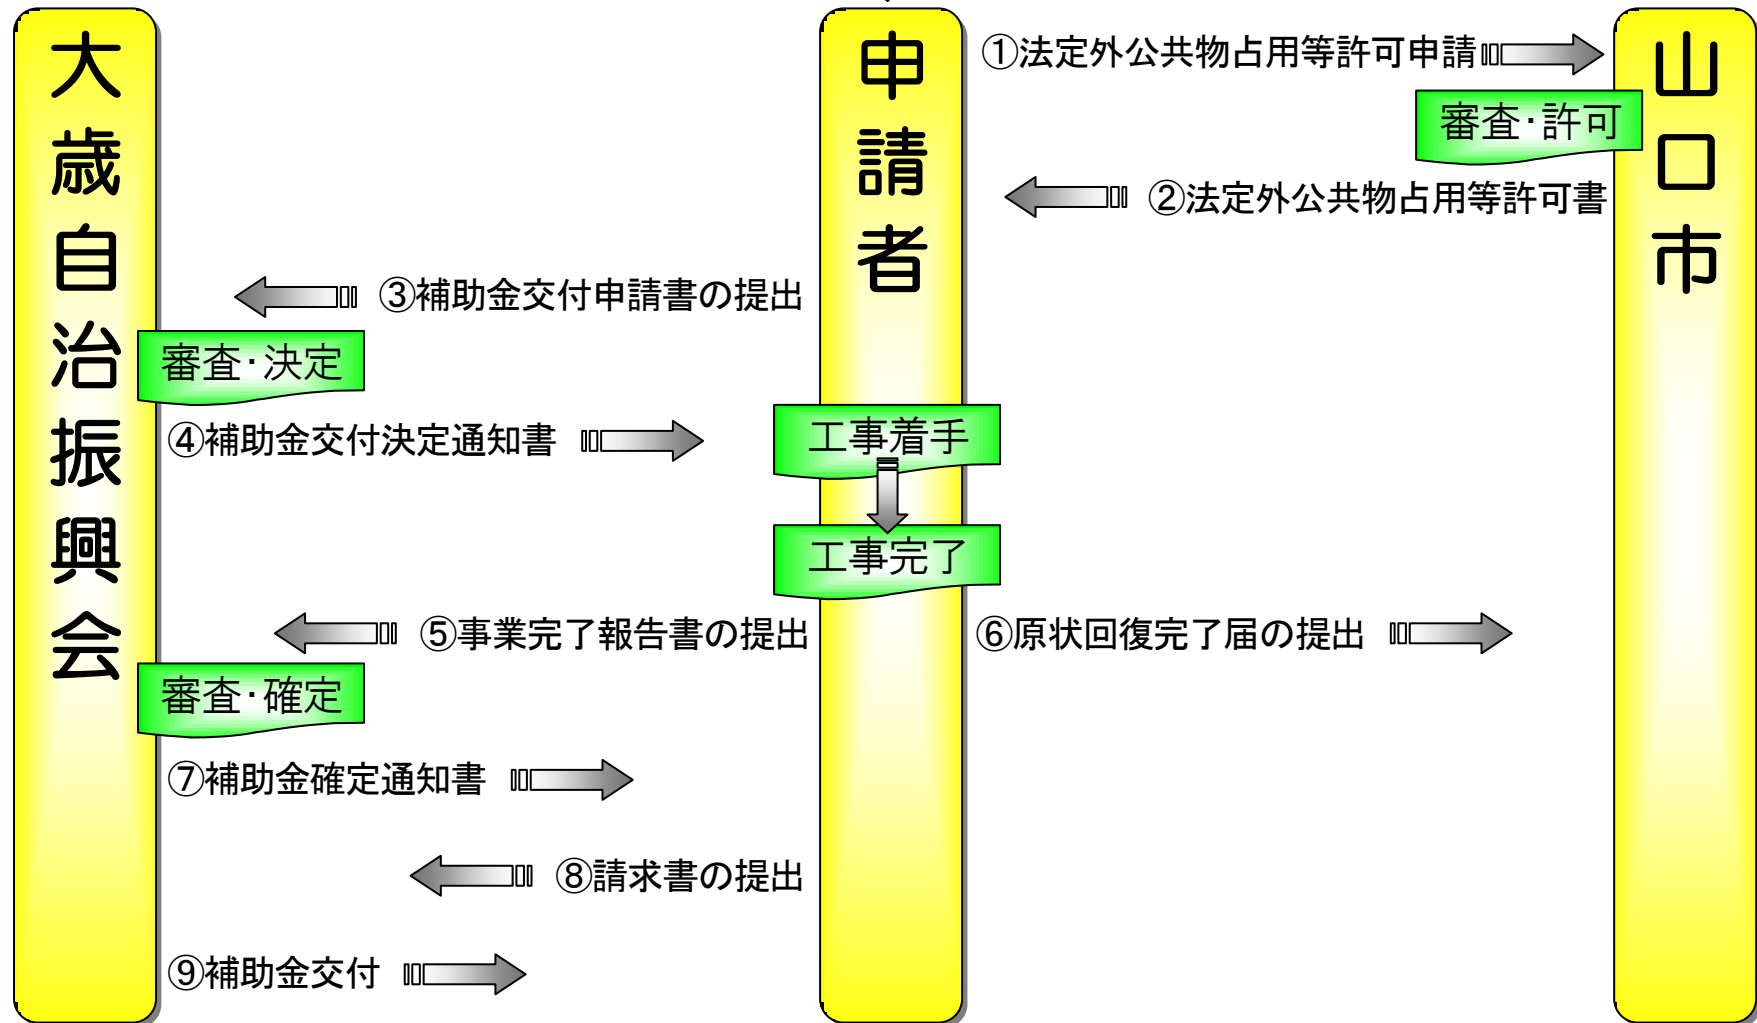 大歳自治振興会
申請者
山口市
①法定外公共物占用等許可申請
審査・許可
②法定外公共物占用等許可書
③補助金交付申請書の提出
審査・決定
④補助金交付決定通知書
工事着手
工事完了
⑤事業完了報告書の提出
⑥原状回復完了届の提出
審査・確定
⑦補助金確定通知書
⑧請求書の提出
⑨補助金交付